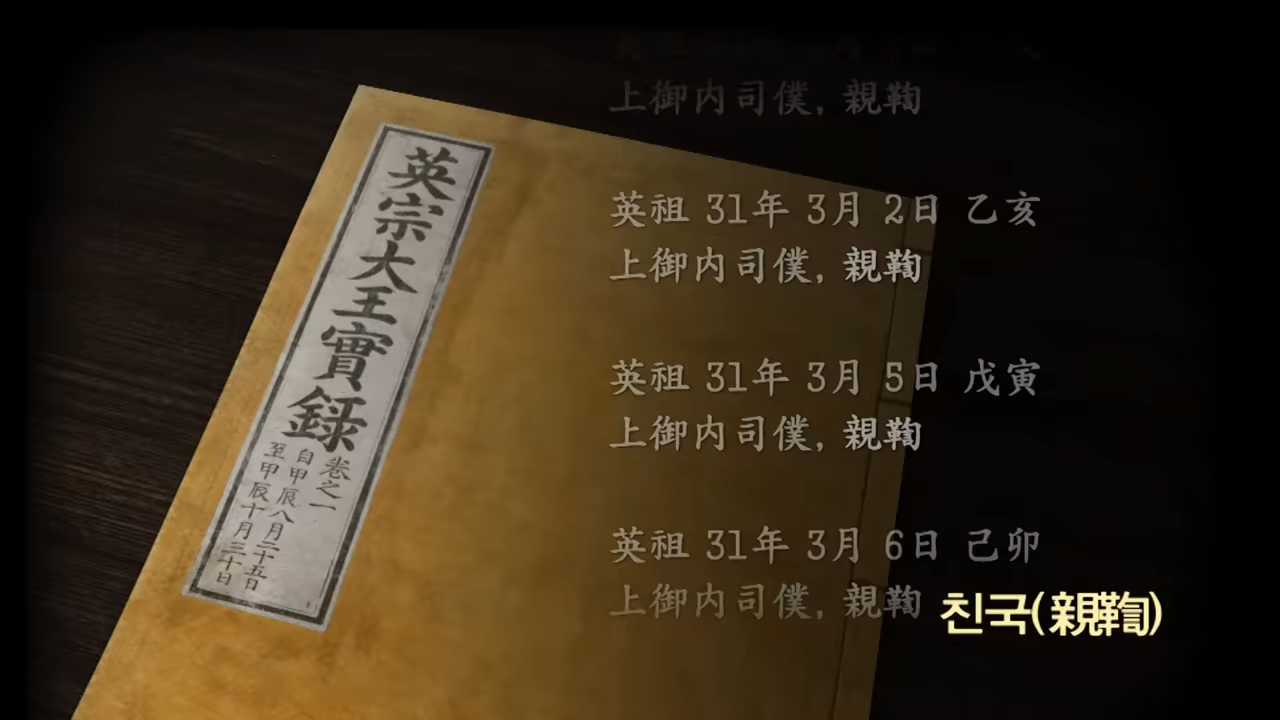 英宗大王實錄
卷之一
自甲辰八月二十五日
至甲辰十月三十日
上御内司僕, 親鞫
英祖 31年 3月 2日 乙亥
上御内司僕, 親鞫
英祖 31年 3月 5日 戊寅
上御内司僕, 親鞫
英祖 31年 3月 6日 己卯
上御内司僕, 親鞫
친국(親鞫)